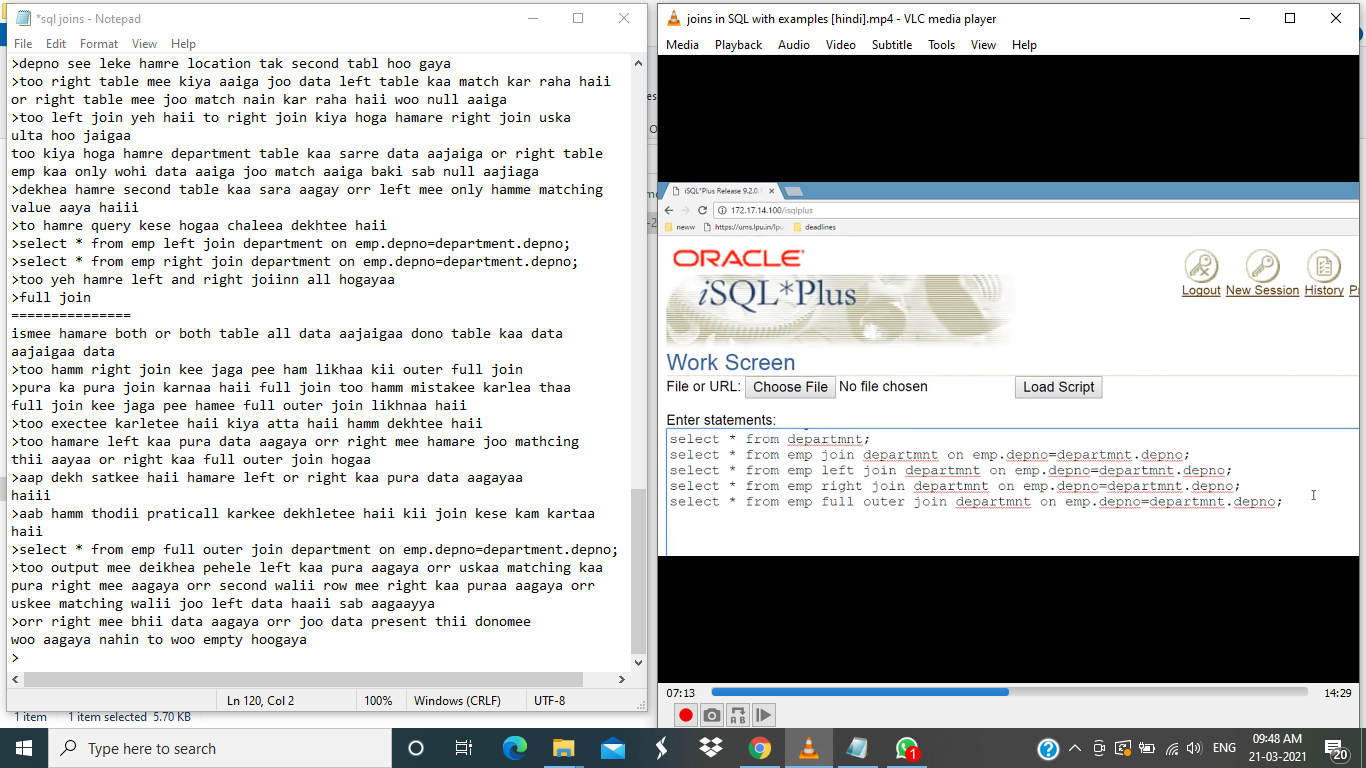 *sql joins - Notepad
File Edit Format View Help
>depno see leke hamre location tak second tabl hoo gaya
>too right table mee kiya aaiga joo data left table kaa match kar raha haii
or right table mee joo match nain kar raha haii woo null aaiga
>too left join yeh haii to right join kiya hoga hamare right join uska
ulta hoo jaigaa
too kiya hoga hamre department table kaa sarre data aajaiga or right table
emp kaa only wohi data aaiga joo match aaiga baki sab null aajiaga
>dekhea hamre second table kaa sara aagay orr left mee only hamme matching
value aaya haiii
>to hamre query kese hogaa chaleea dekhtee haii
>select * from emp left join department on emp.depno=department.depno;
>select * from emp right join department on emp.depno=department.depno;
>too yeh hamre left and right joiinn all hogayaa
>full join
===============
ismee hamare both or both table all data aajaigaa dono table kaa data
aajaigaa data
>too hamm right join kee jaga pee ham likhaa kii outer full join
>pura ka pura join karnaa haii full join too hamm mistakee karlea thaa
full join kee jaga pee hamee full outer join likhnaa haii
>too exectee karletee haii kiya atta haii hamm dekhtee haii
>too hamare left kaa pura data aagaya orr right mee hamare joo mathcing
thii aayaa or right kaa full outer join hogaa
>aap dekh satkee haii hamare left or right kaa pura data aagayaa
haiii
>aab hamm thodii praticall karkee dekhletee haii kii join kese kam kartaa
haii
>select * from emp full outer join department on emp.depno=department.depno;
>too output mee deikhea pehele left kaa pura aagaya orr uskaa matching kaa
pura right mee aagaya orr second walii row mee right kaa puraa aagaya orr
uskee matching walii joo left data haaii sab aagaayya
>orr right mee bhii data aagaya orr joo data present thii donomee
woo aagaya nahin to woo empty hoogaya
>
Ln 120, Col 2 100% Windows (CRLF) UTF-8
1 item 1 item selected 5.70 KB
joins in SQL with examples [hindi].mp4 - VLC media player
Media Playback Audio Video Subtitle Tools View Help
iSQL*Plus Release 9.2.0.
172.17.14.100/isqlplus
neww https://ums.lpu.in/lpu deadlines
ORACLE
iSQL*Plus
Logout New Session History
Work Screen
File or URL: Choose File No file chosen Load Script
Enter statements:
select * from departmnt;
select * from emp join departmnt on emp.depno=departmnt.depno;
select * from emp left join departmnt on emp.depno=departmnt.depno;
select * from emp right join departmnt on emp.depno=departmnt.depno;
select * from emp full outer join departmnt on emp.depno=departmnt.depno;
07:13 14:29
A B
Type here to search
1
ENG
09:48 AM
21-03-2021
20